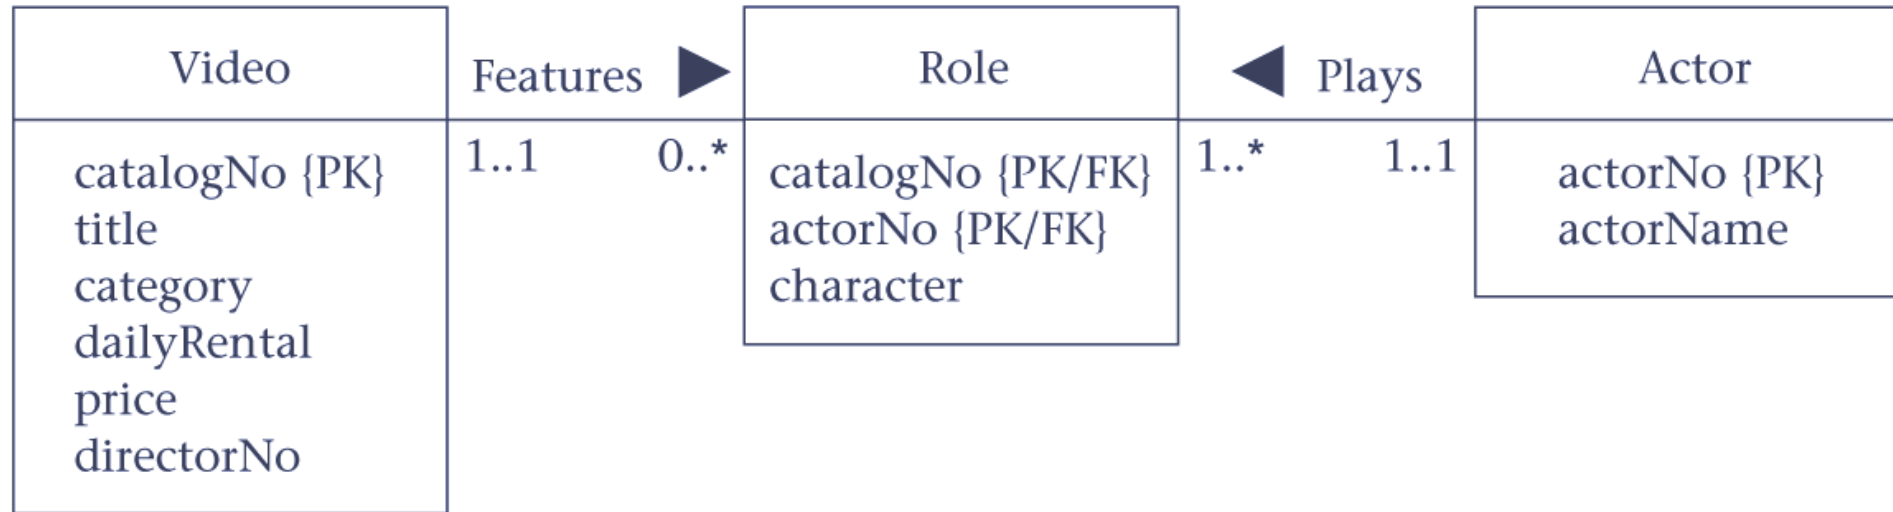 Video
Features
Role
Plays
Actor
1..1
0..*
1..*
1..1
catalogNo {PK}
title
category
dailyRental
price
directorNo
catalogNo {PK/FK}
actorNo {PK/FK}
character
actorNo {PK}
actorName